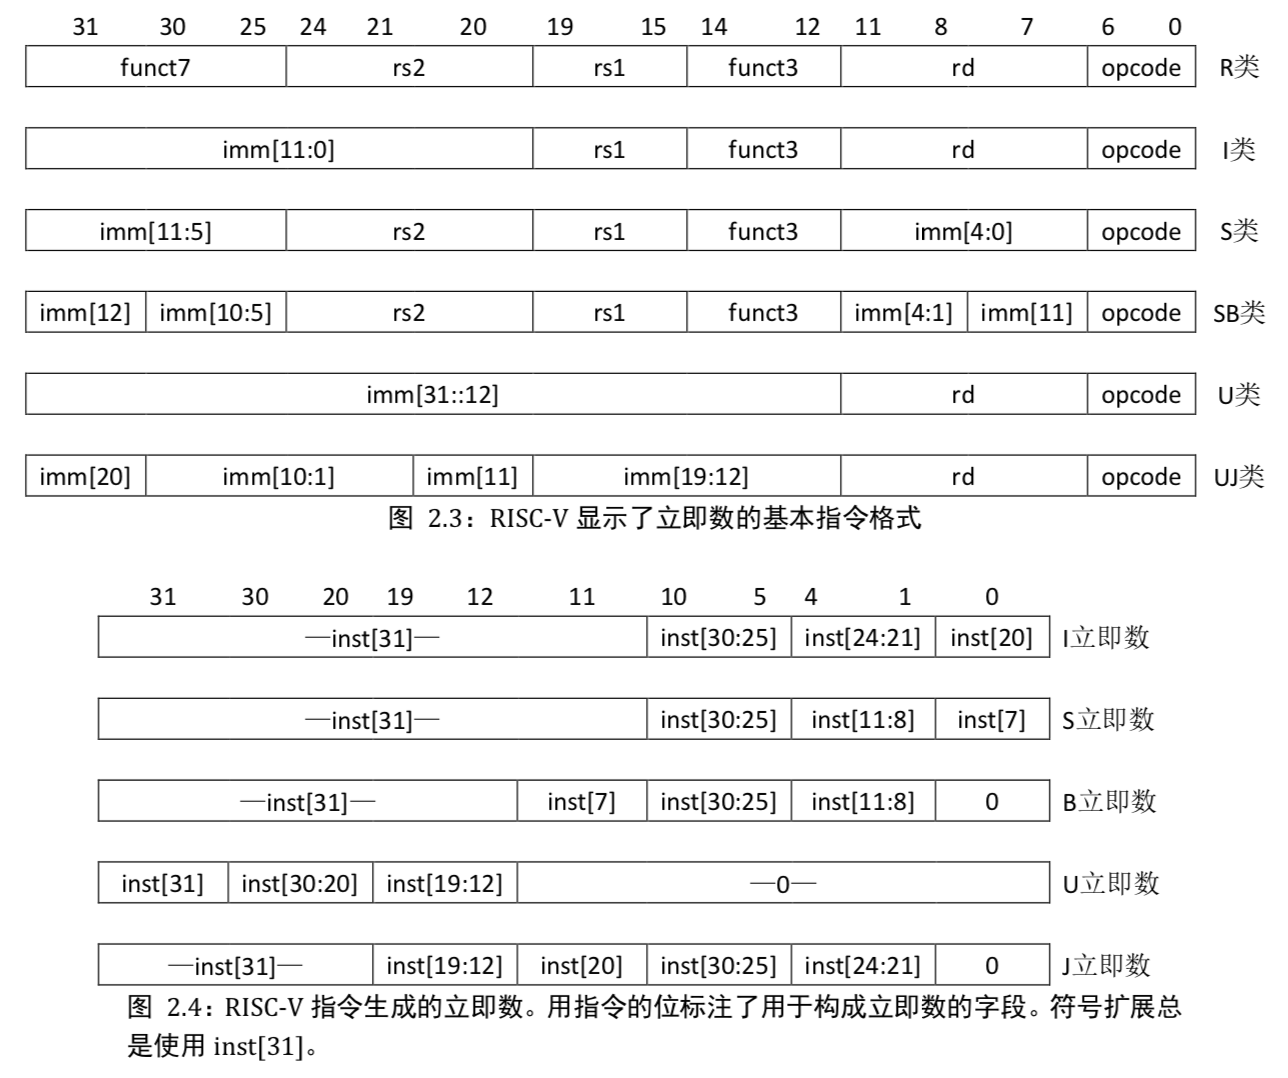 31 30 25 24 21 20 19 15 14 12 11 8 7 6 0
funct7 rs2 rs1 funct3 rd opcode R类
imm[11:0] rs1 funct3 rd opcode I类
imm[11:5] rs2 rs1 funct3 imm[4:0] opcode S类
imm[12] imm[10:5] rs2 rs1 funct3 imm[4:1] imm[11] opcode SB类
imm[31::12] rd opcode U类
imm[20] imm[10:1] imm[11] imm[19:12] rd opcode UJ类
图 2.3：RISC-V 显示了立即数的基本指令格式
31 30 20 19 12 11 10 5 4 1 0
—inst[31]— inst[30:25] inst[24:21] inst[20] I立即数
—inst[31]— inst[30:25] inst[11:8] inst[7] S立即数
—inst[31]— inst[7] inst[30:25] inst[11:8] 0 B立即数
inst[31] inst[30:20] inst[19:12] —0— U立即数
—inst[31]— inst[19:12] inst[20] inst[30:25] inst[24:21] 0 J立即数
图 2.4：RISC-V 指令生成的立即数。用指令的位标注了用于构成立即数的字段。符号扩展总
是使用 inst[31]。